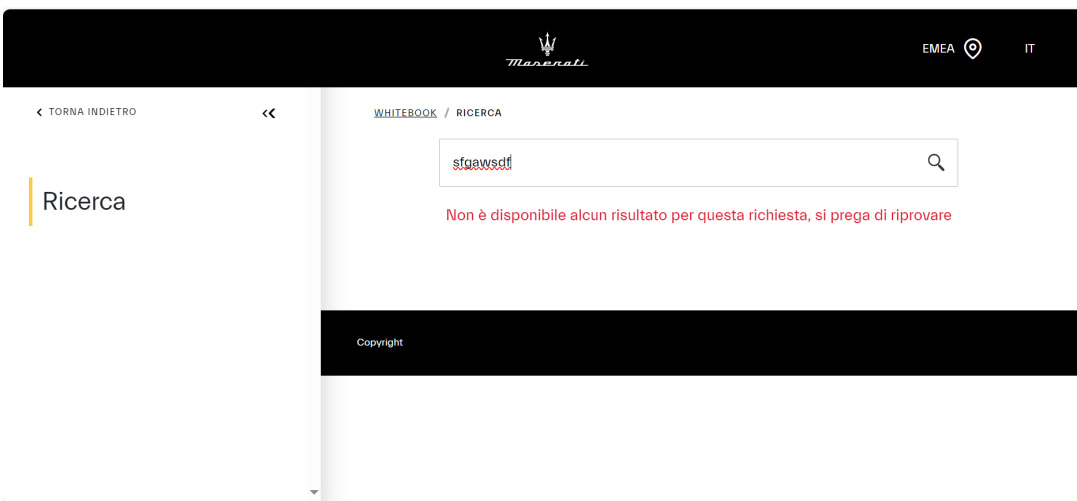 Maserati
EMEA
IT
TORNA INDIETRO
WHITEBOOK / RICERCA
sfgawsdf
Ricerca
Non è disponibile alcun risultato per questa richiesta, si prega di riprovare
Copyright